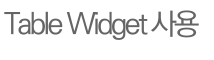 Table Widget 사용